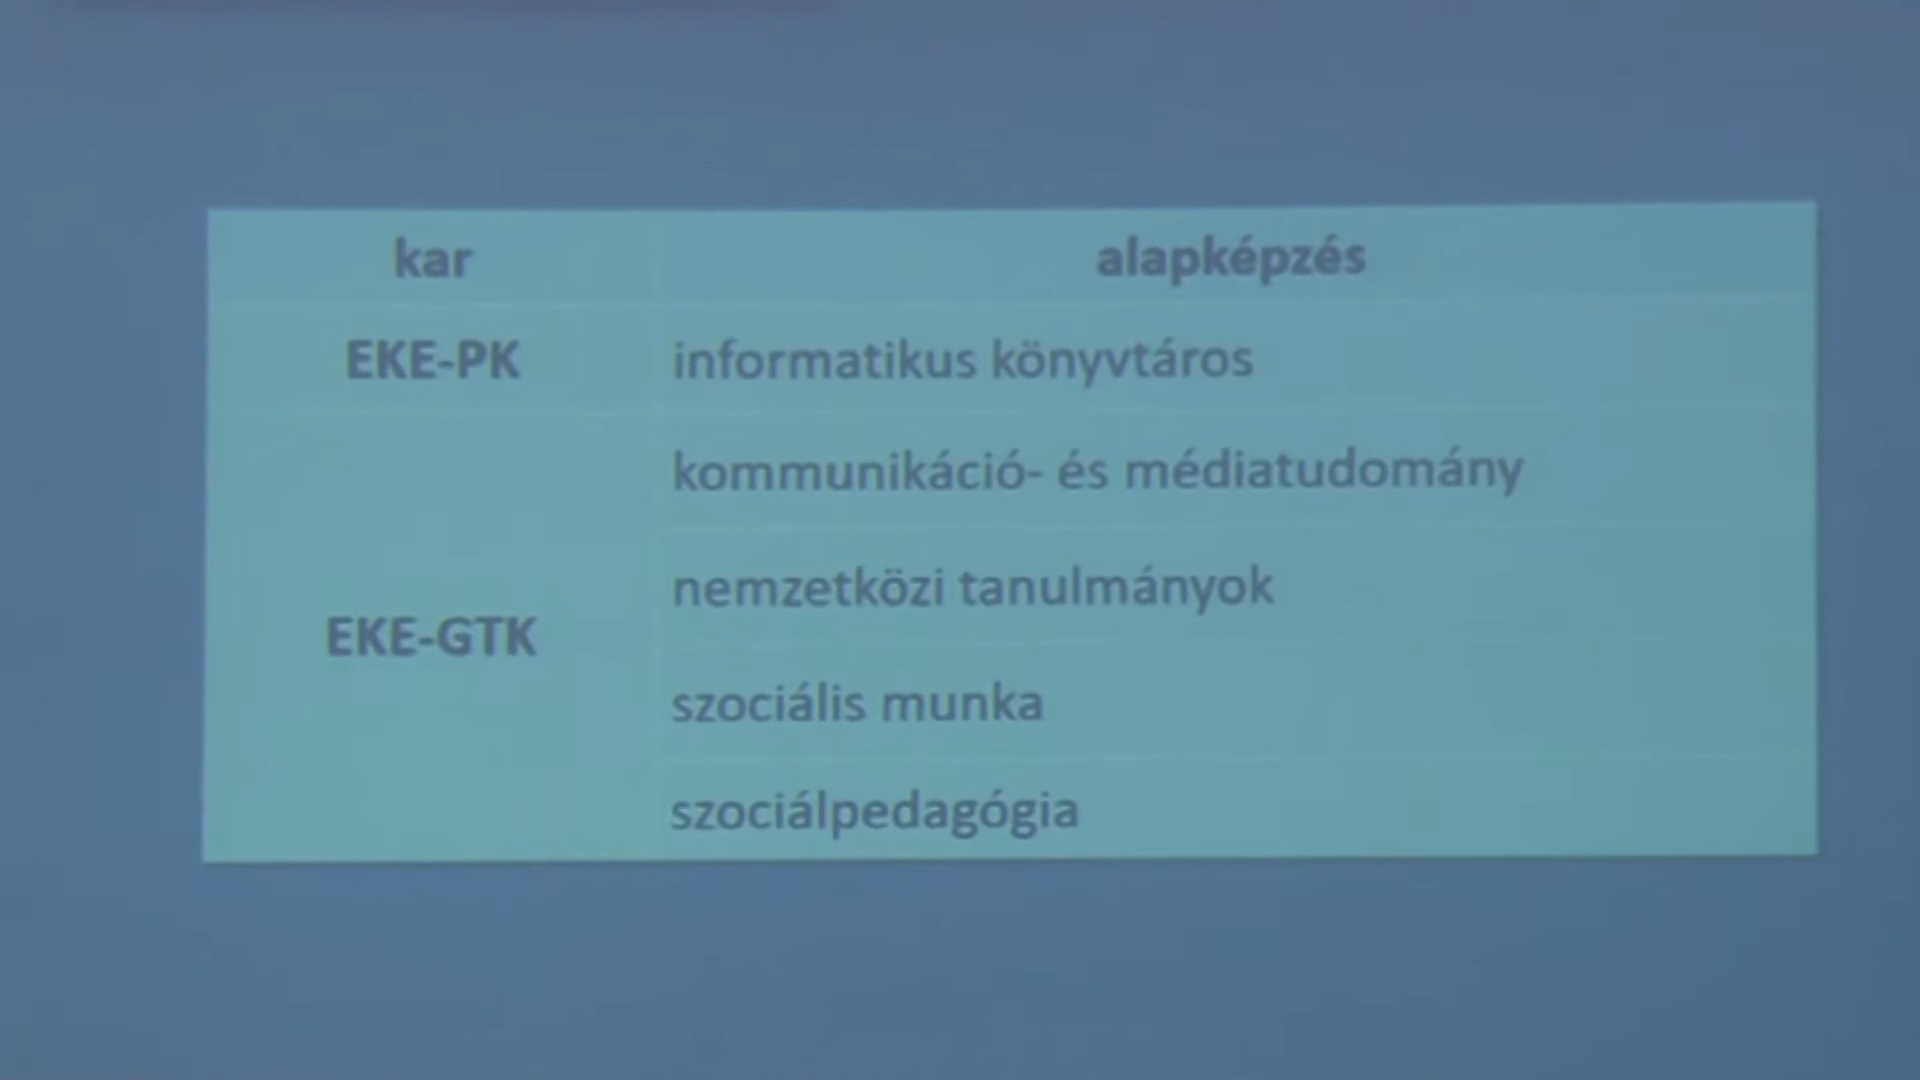 kar alapképzés
EKE-PK informatikus könyvtáros
kommunikáció- és médiatudomány
nemzetközi tanulmányok
EKE-GTK
szociális munka
szociálpedagógia